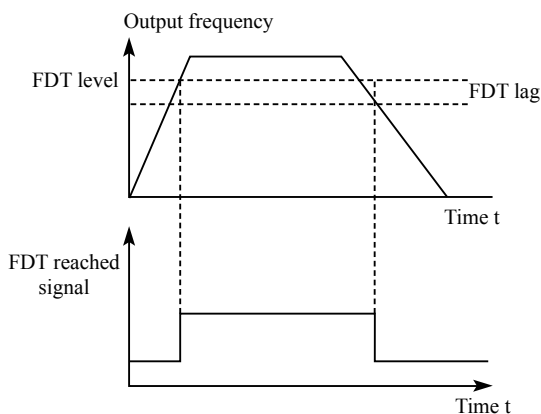 Output frequency
FDT level
FDT lag
Time t
FDT reached
signal
Time t